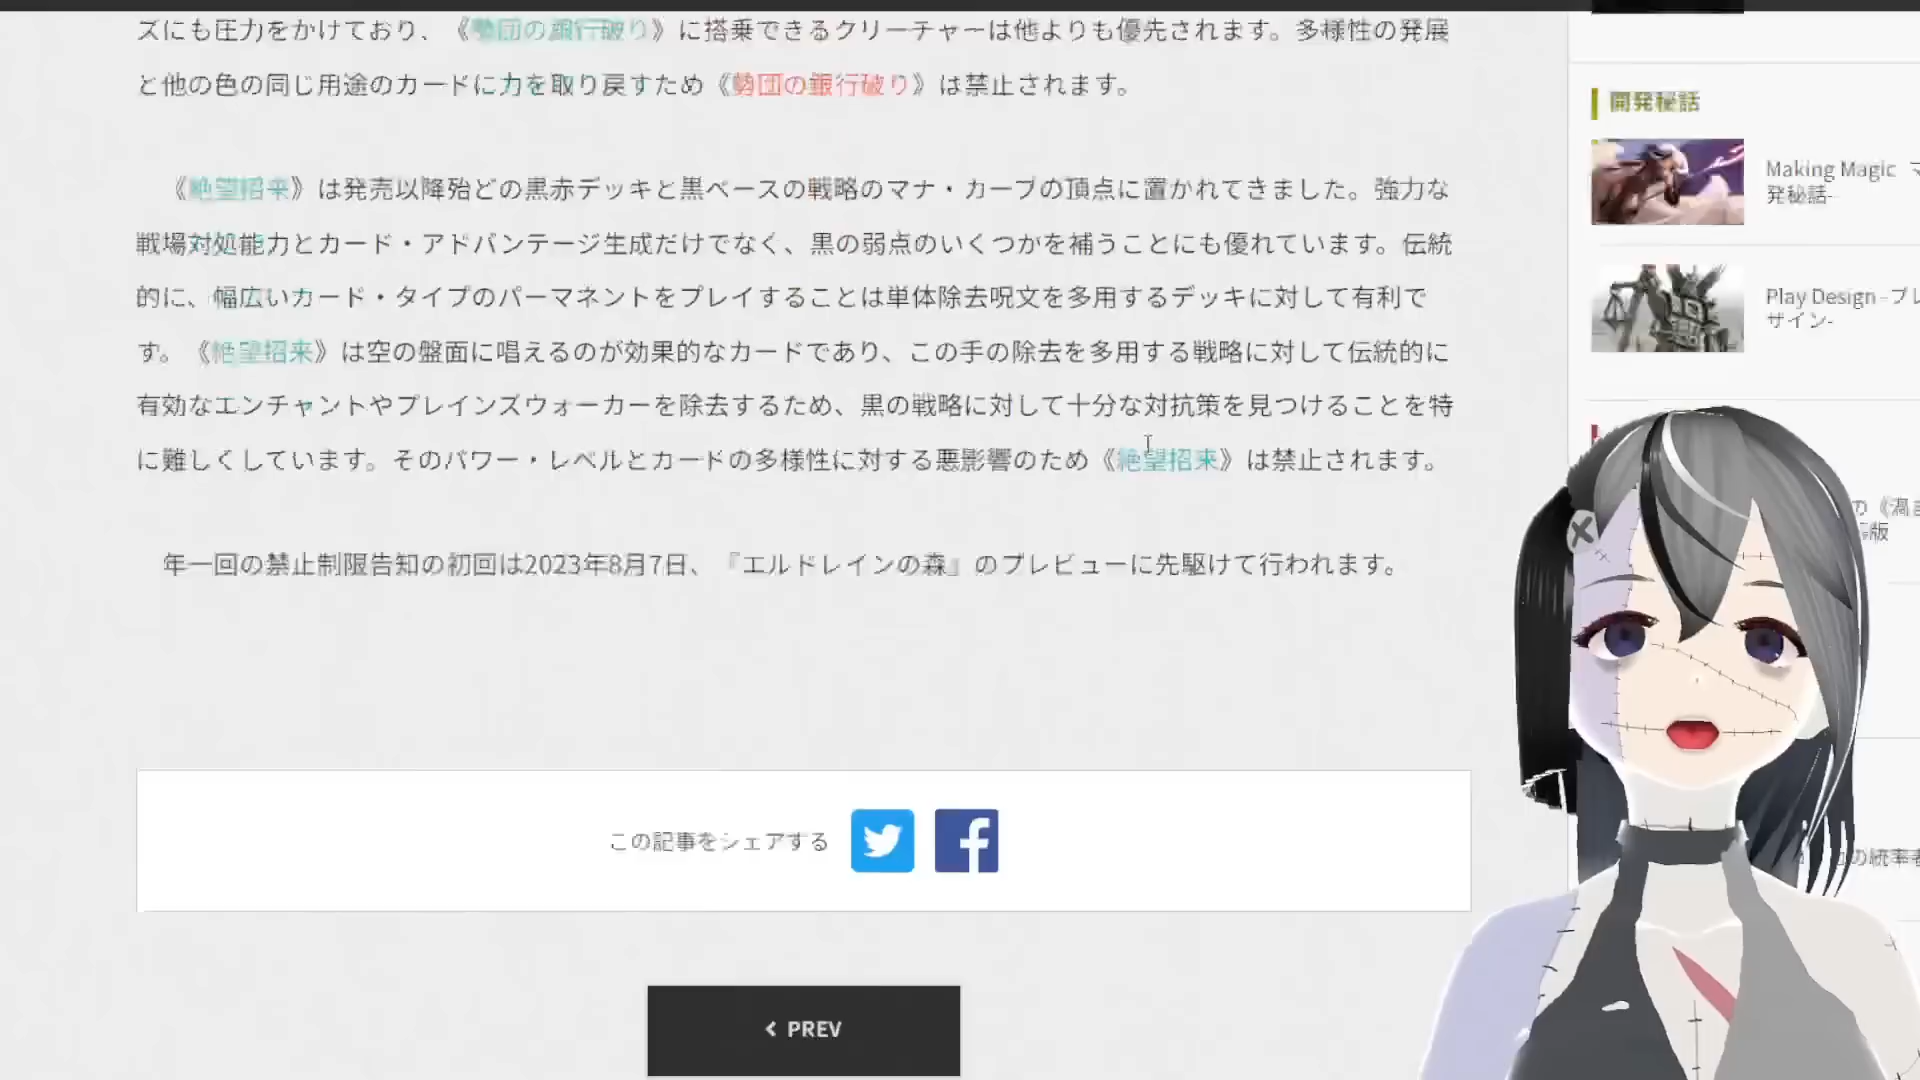 ズにも圧力をかけており、《勢団の銀行破り》に搭乗できるクリーチャーは他よりも優先されます。多様性の発展
と他の色の同じ用途のカードに力を取り戻すため《勢団の銀行破り》は禁止されます。
《絶望招来》は発売以降殆どの黒赤デッキと黒ベースの戦略のマナ・カーブの頂点に置かれてきました。強力な
戦場対処能力とカード・アドバンテージ生成だけでなく、黒の弱点のいくつかを補うことにも優れています。伝統
的に、幅広いカード・タイプのパーマネントをプレイすることは単体除去呪文を多用するデッキに対して有利で
す。《絶望招来》は空の盤面に唱えるのが効果的なカードであり、この手の除去を多用する戦略に対して伝統的に
有効なエンチャントやプレインズウォーカーを除去するため、黒の戦略に対して十分な対抗策を見つけることを特
に難しくしています。そのパワー・レベルとカードの多様性に対する悪影響のため《絶望招来》は禁止されます。
年一回の禁止制限告知の初回は2023年8月7日、『エルドレインの森』のプレビューに先駆けて行われます。
この記事をシェアする
PREV
開発秘話
Making Magic
発秘話-
Play Design -プレ
ザイン-
の《渦ま
版
の統率者